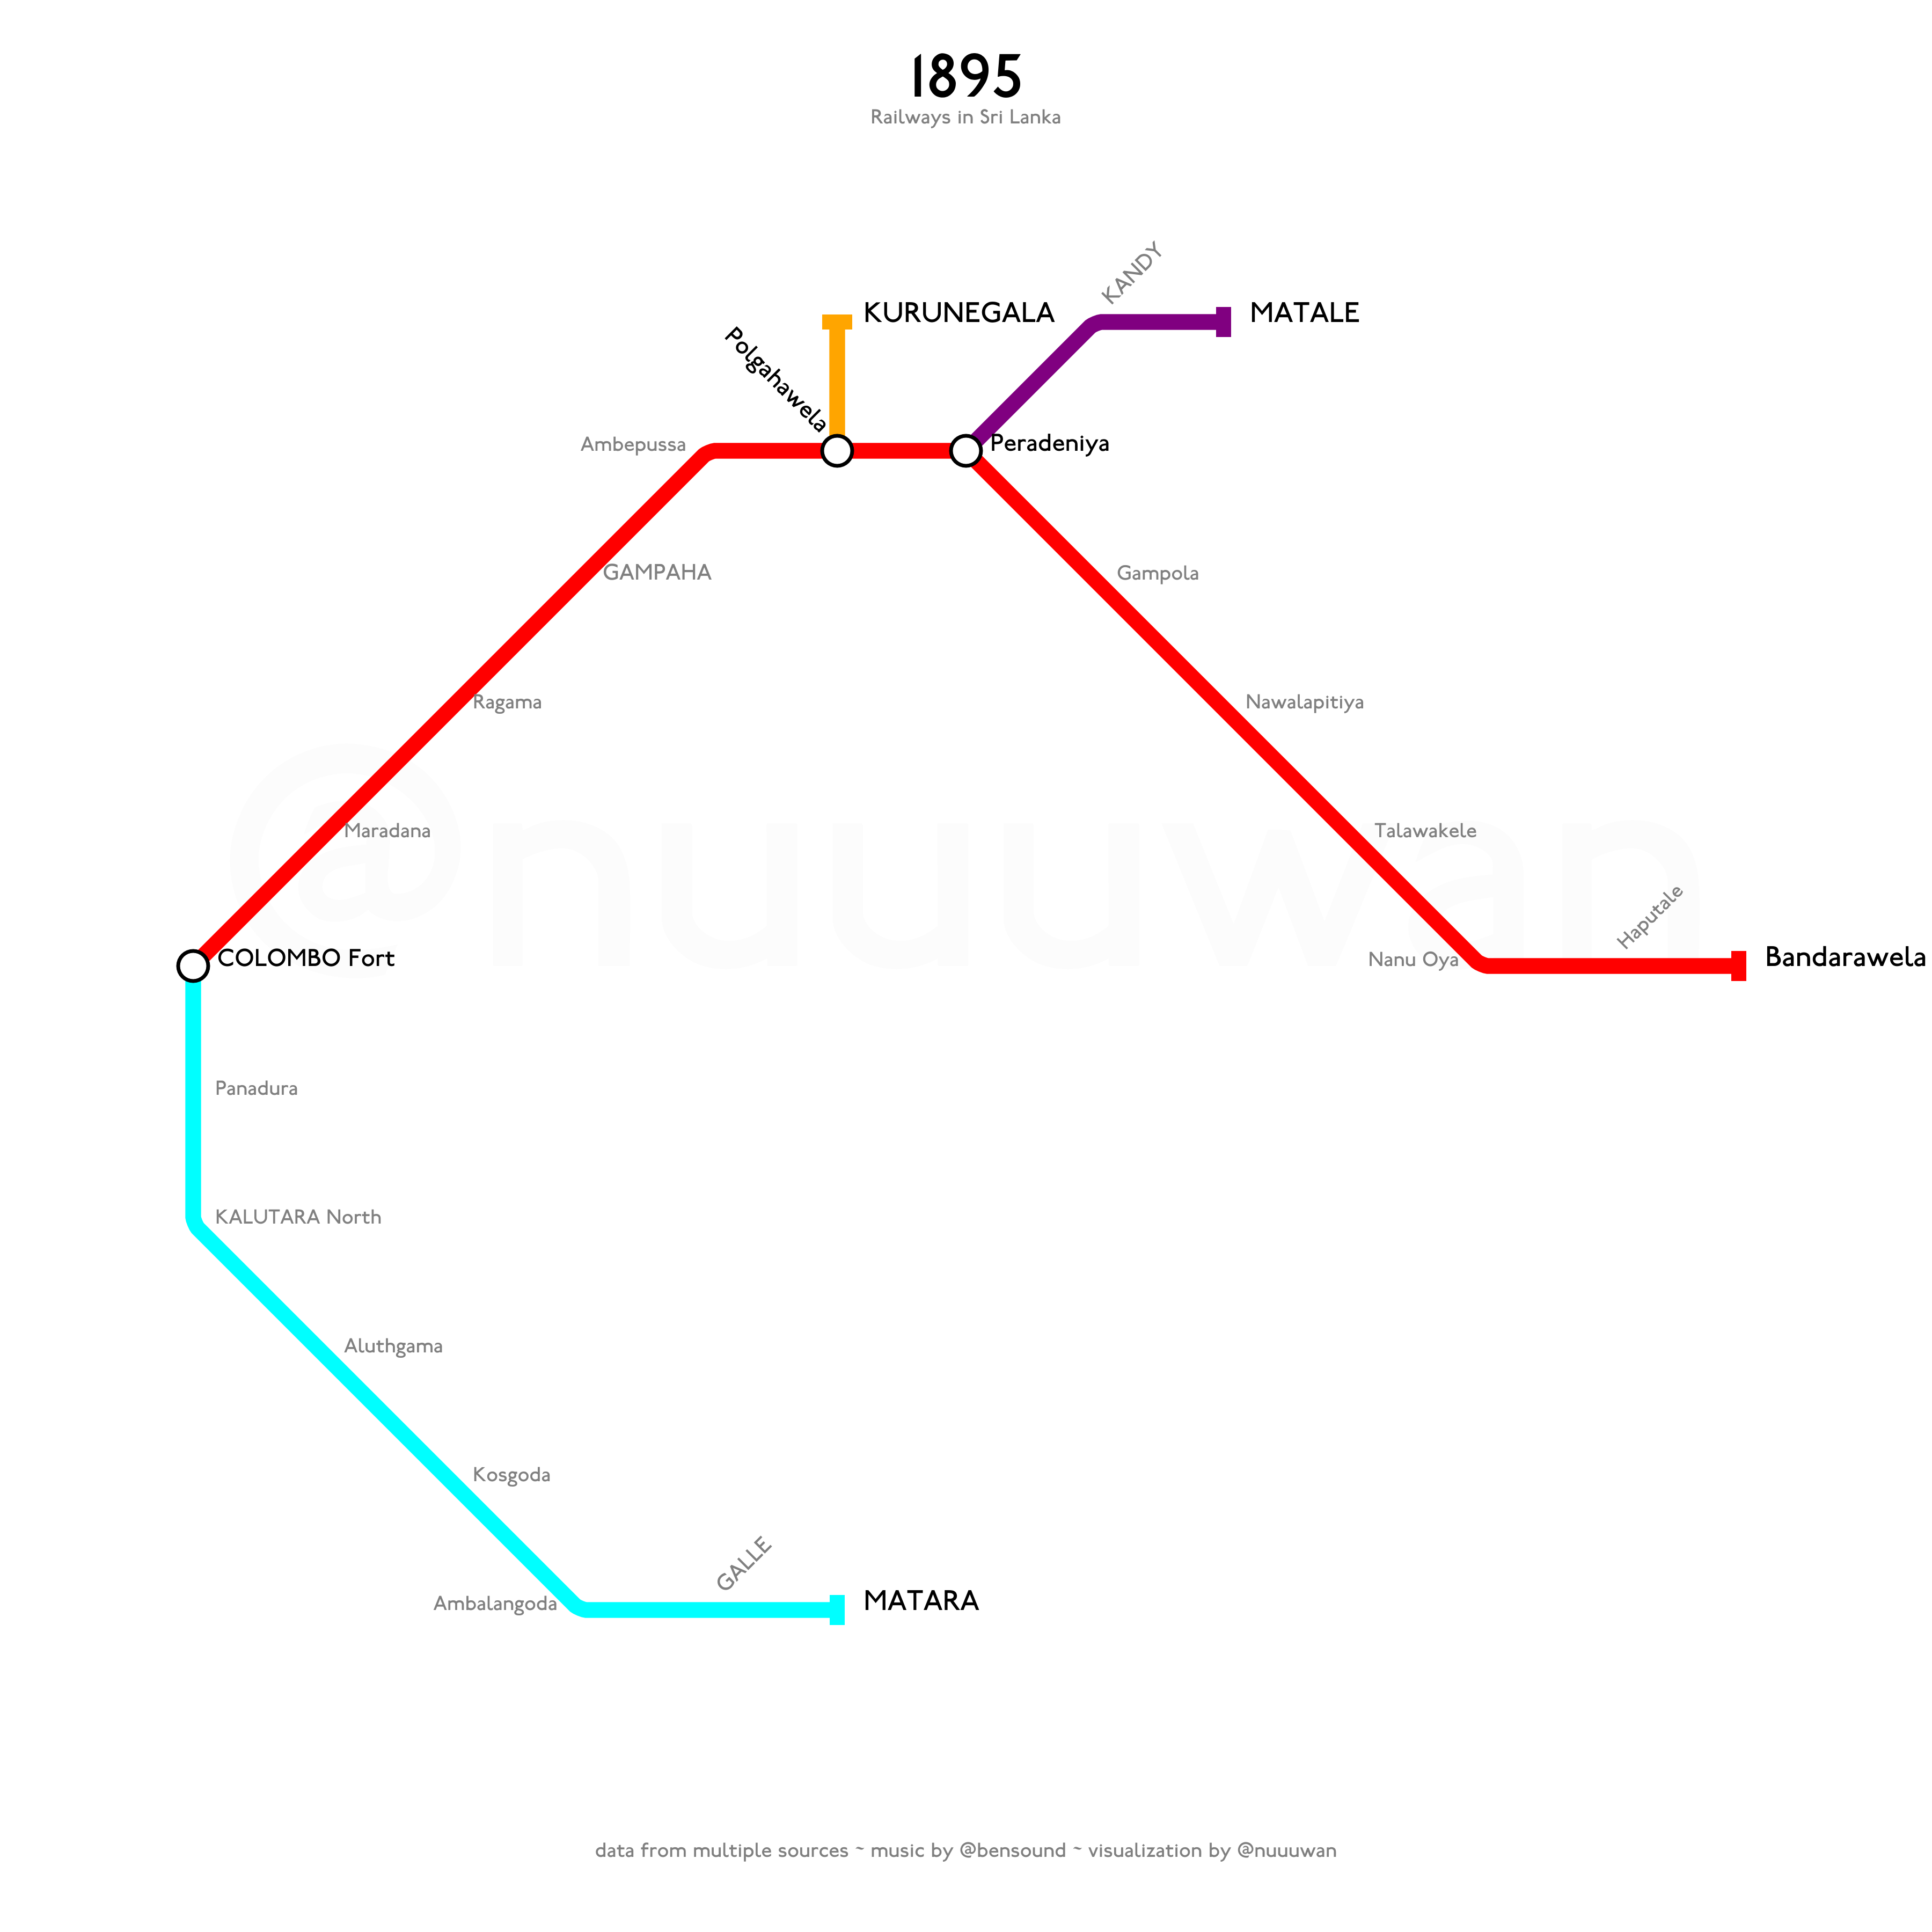 1895
Railways in Sri Lanka
KANDY
KURUNEGALA
MATALE
Polgahawela
Ambepussa
Peradeniya
GAMPAHA
Gampola
Ragama
Nawalapitiya
@nuuuwan
Maradana
Talawakele
Haputale
COLOMBO Fort
Nanu Oya
Bandarawela
Panadura
KALUTARA North
Aluthgama
Kosgoda
GALLE
Ambalangoda
MATARA
data from multiple sources ~ music by @bensound ~ visualization by @nuuuwan